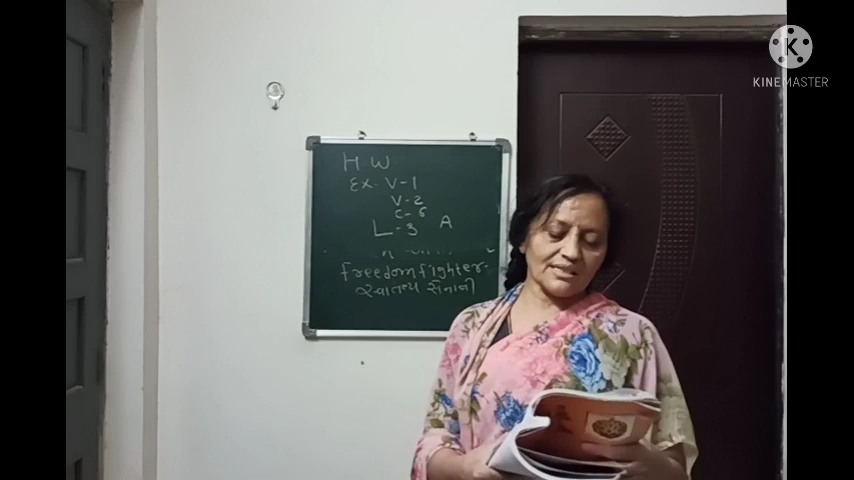 H W
Ex- V-1
V-2
C-6
L-3 A
freedom fighter-
સ્વાતંત્ર્ય સેનાની
K
KINEMASTER